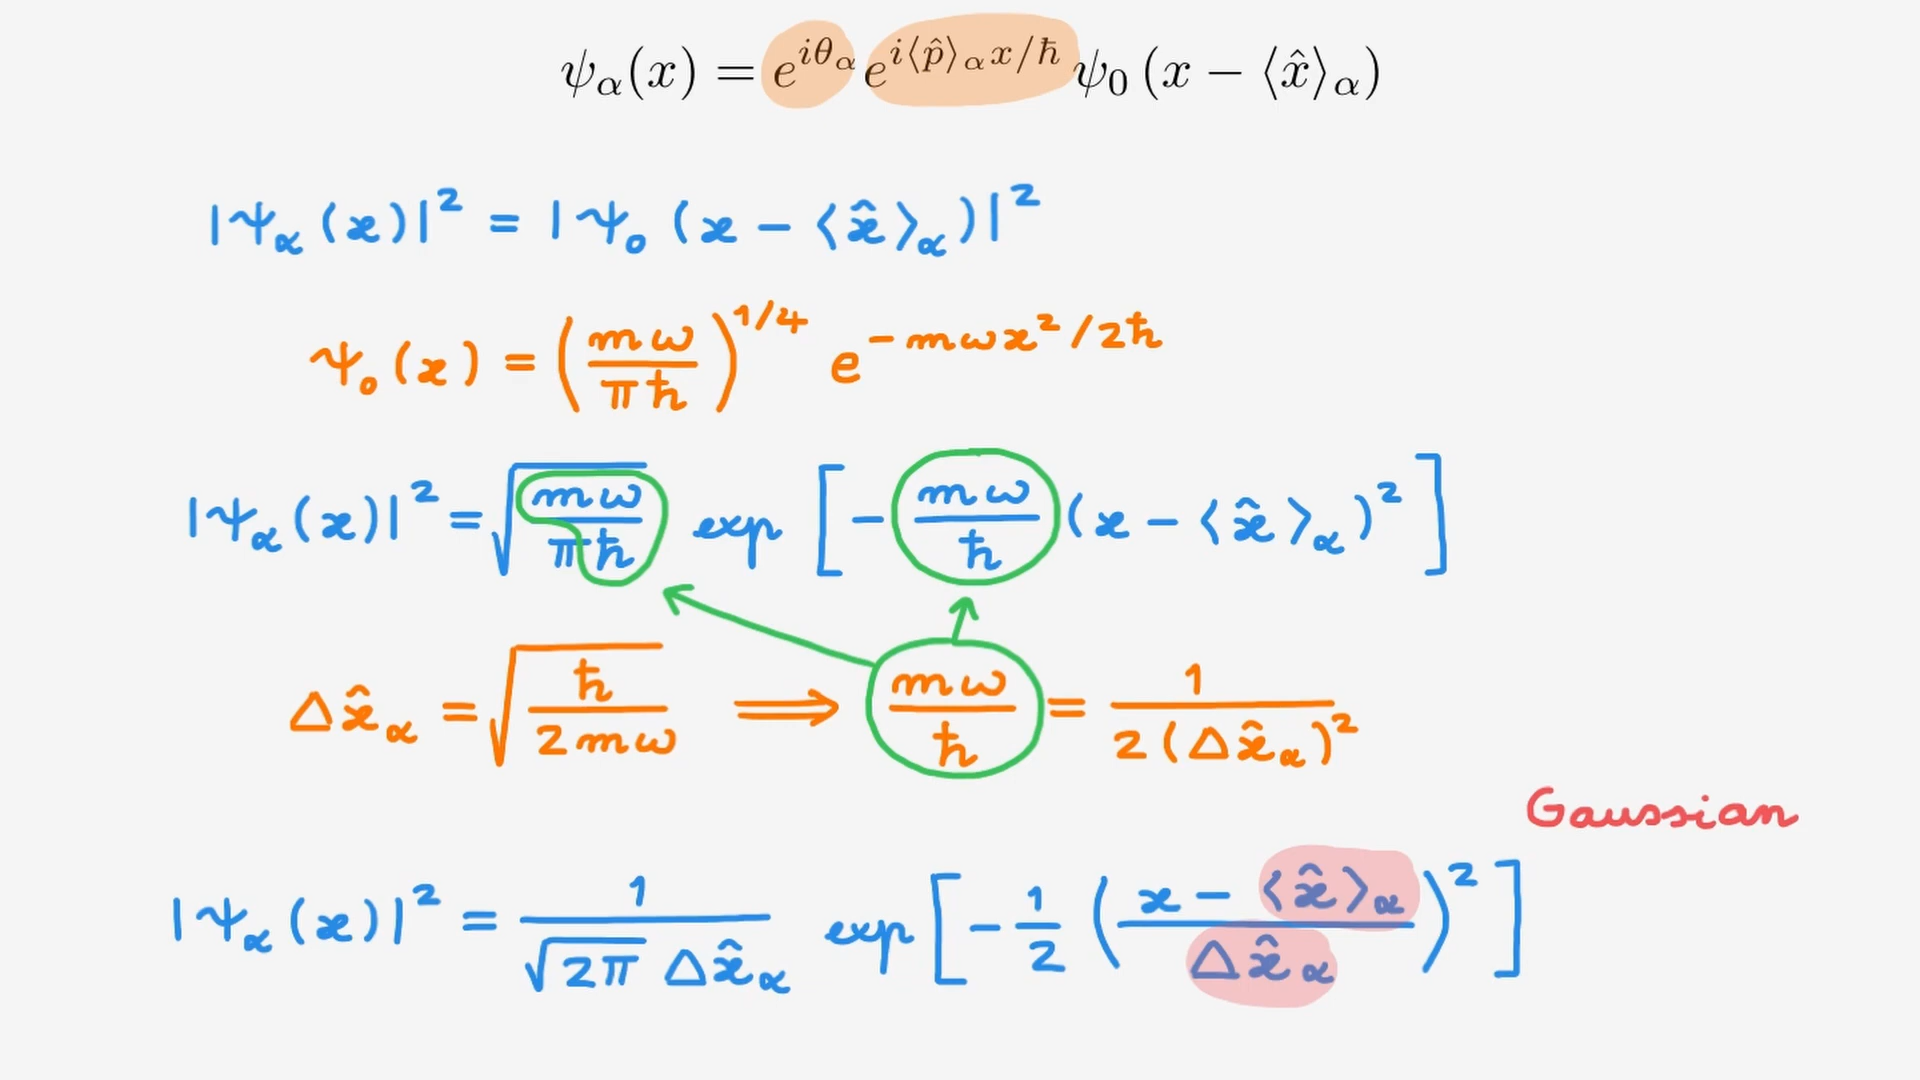 ψ_α(x) = e^{iθ_α} e^{i⟨p̂⟩_α x/ħ} ψ_0 (x − ⟨x̂⟩_α)
|Ψ_α(x)|² = |Ψ_0(x − ⟨x̂⟩_α)|²
Ψ_0(x) = (mω/πħ)^{1/4} e^{−mωx²/2ħ}
|Ψ_α(x)|² = √(mω/πħ) exp [−mω/ħ (x − ⟨x̂⟩_α)²]
Δx̂_α = √(ħ/2mω) ⟹ mω/ħ = 1/2(Δx̂_α)²
Gaussian
|Ψ_α(x)|² = 1/(√2π Δx̂_α) exp [−1/2 ((x − ⟨x̂⟩_α)/Δx̂_α)²]